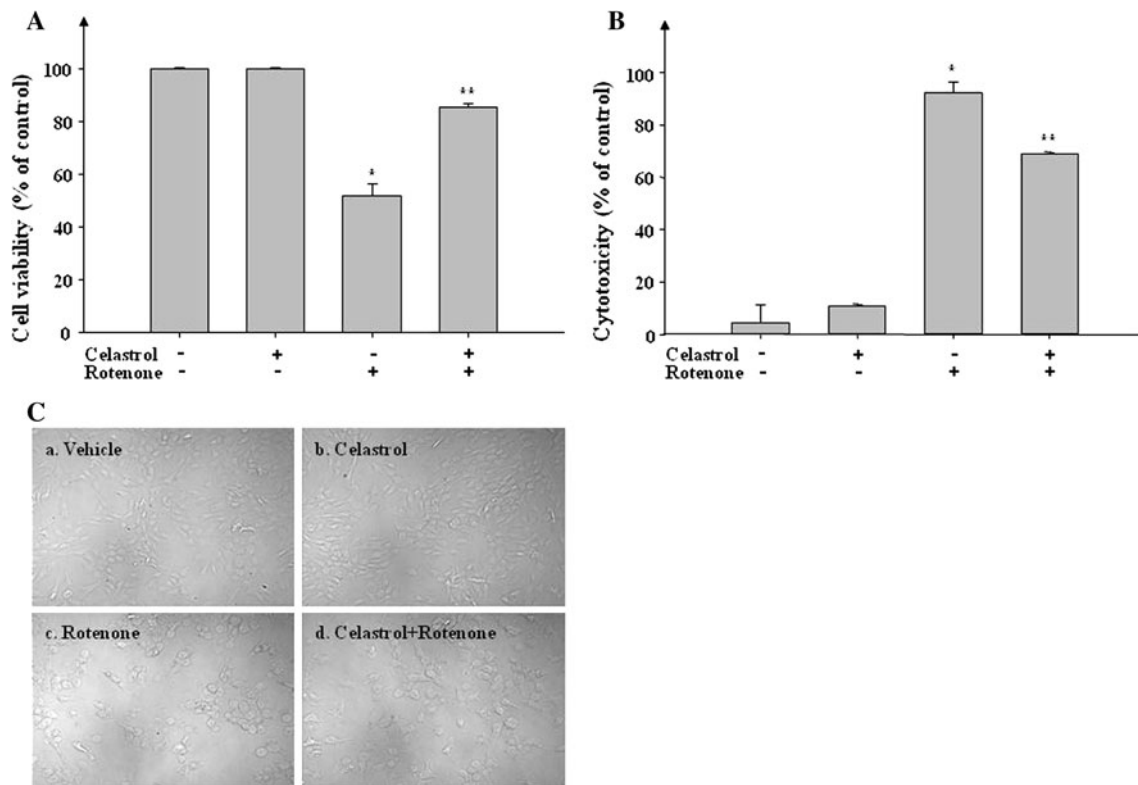 A
Cell viability (% of control)
100
80
60
40
20
0
*
**
Celastrol - + - +
Rotenone - - + +
B
Cytotoxicity (% of control)
100
80
60
40
20
0
*
**
Celastrol - + - +
Rotenone - - + +
C
a. Vehicle
b. Celastrol
c. Rotenone
d. Celastrol+Rotenone